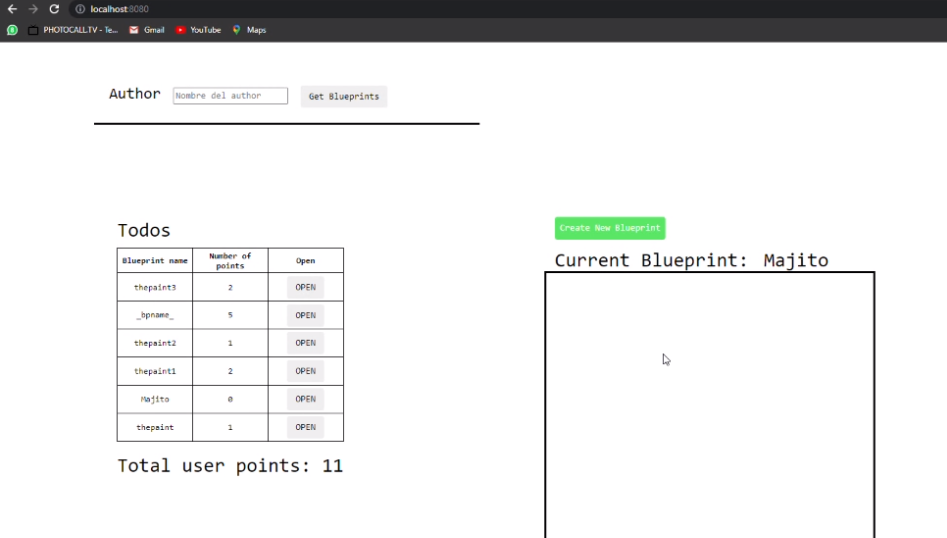 localhost:8080
PHOTOCALL.TV - Te... Gmail YouTube Maps
Author Nombre del author Get Blueprints
Create New Blueprint
Current Blueprint: Majito
Todos
Blueprint name Number of points Open
thepaint3 2 OPEN
_bpname_ 5 OPEN
thepaint2 1 OPEN
thepaint1 2 OPEN
Majito 0 OPEN
thepaint 1 OPEN
Total user points: 11